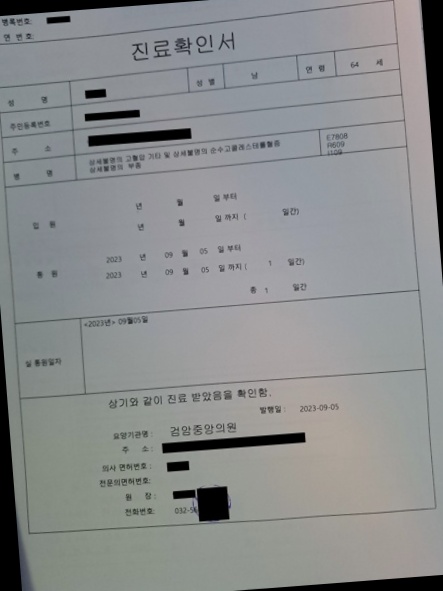 병록번호:
연 번 호:
진료확인서
성 명 성 별 남 연 령 64 세
주민등록번호
주 소
병 명 상세불명의 고혈압 기타 및 상세불명의 순수고콜레스테롤혈증 E7808
상세불명의 부종 R609
I109
년 월 일 부터
입 원
년 월 일 까지 ( 일간)
2023 년 09 월 05 일 부터
통 원 2023 년 09 월 05 일 까지 ( 1 일간)
총 1 일간
<2023년> 09월05일
실 통원일자
상기와 같이 진료 받았음을 확인함.
발행일 : 2023-09-05
요양기관명 : 검암중앙의원
주 소 :
의사 면허번호 :
전문의면허번호:
원 장 :
전화번호: 032-5